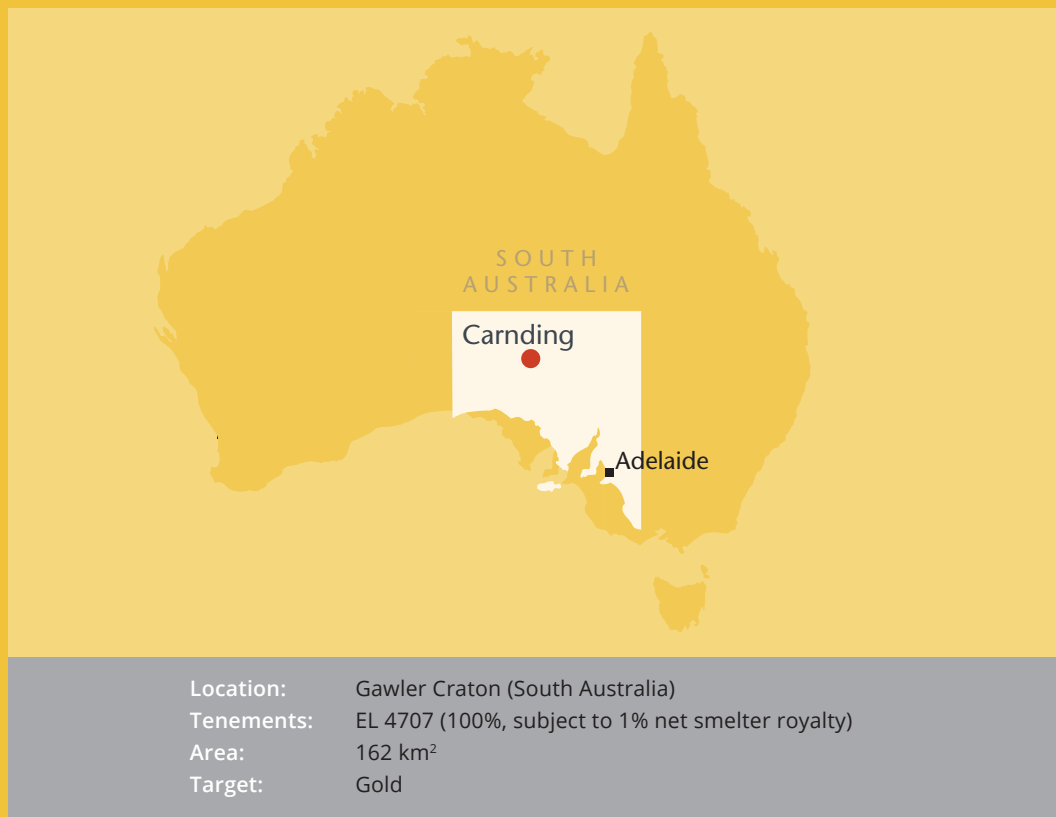 SOUTH
AUSTRALIA
Carnding
Adelaide
Location: Gawler Craton (South Australia)
Tenements: EL 4707 (100%, subject to 1% net smelter royalty)
Area: 162 km²
Target: Gold